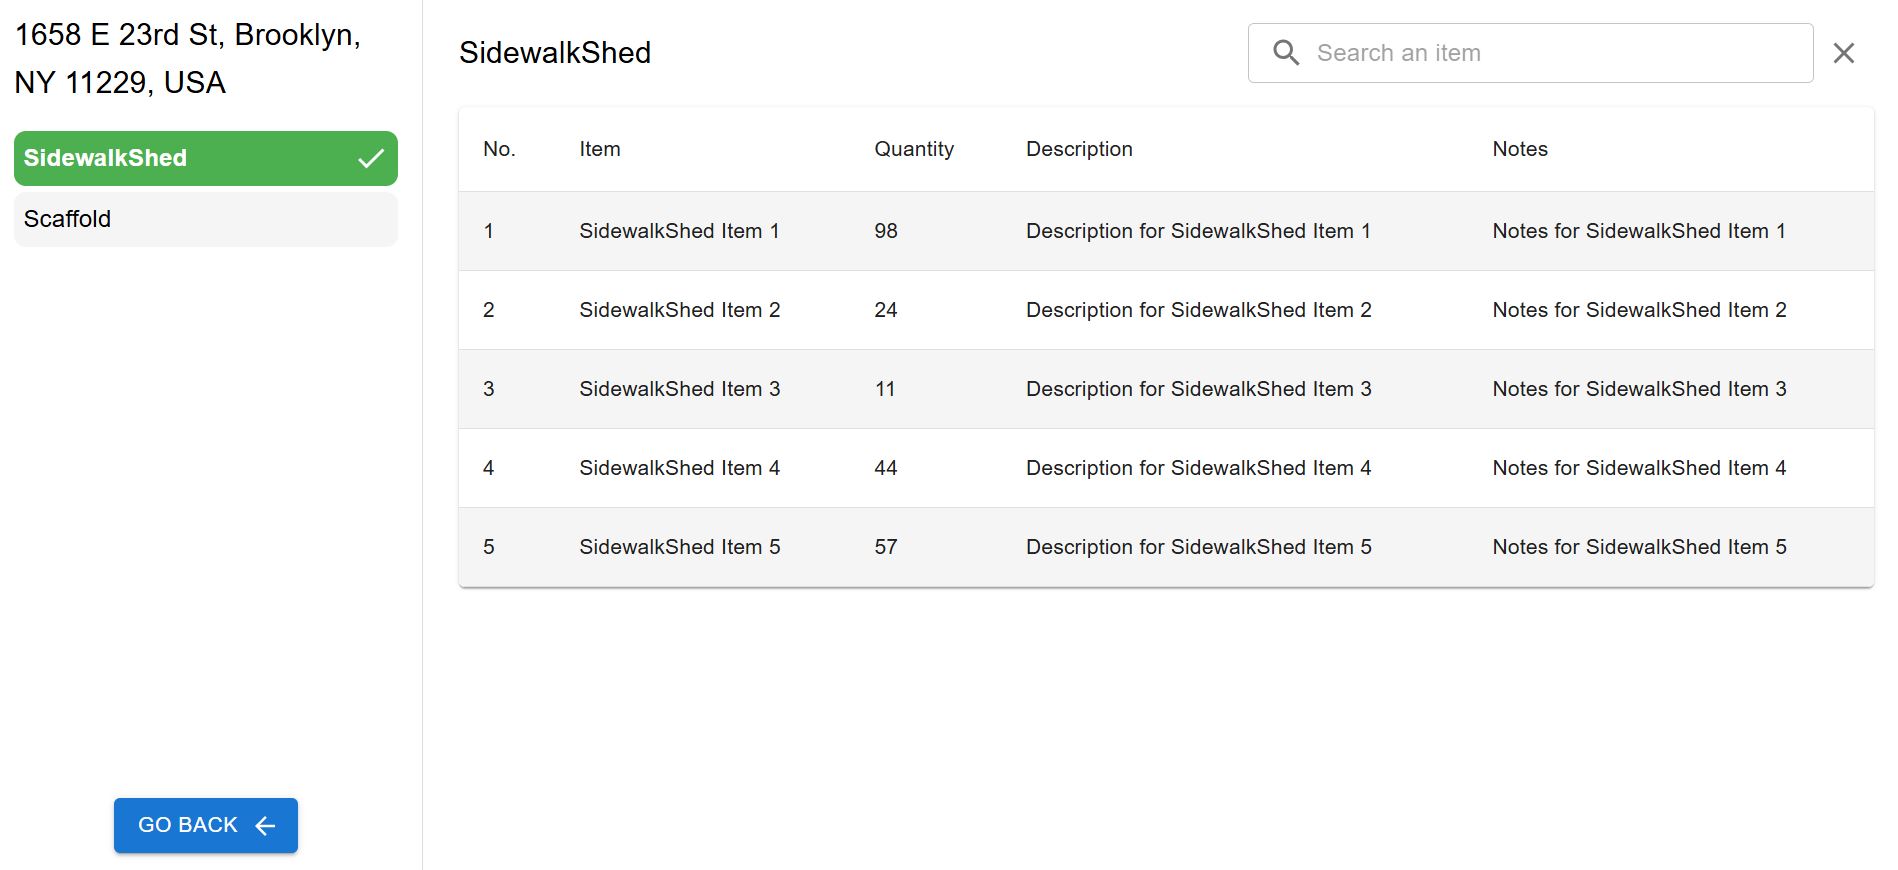 1658 E 23rd St, Brooklyn,
NY 11229, USA
SidewalkShed
Scaffold
GO BACK
SidewalkShed
Search an item
No. Item Quantity Description Notes
1 SidewalkShed Item 1 98 Description for SidewalkShed Item 1 Notes for SidewalkShed Item 1
2 SidewalkShed Item 2 24 Description for SidewalkShed Item 2 Notes for SidewalkShed Item 2
3 SidewalkShed Item 3 11 Description for SidewalkShed Item 3 Notes for SidewalkShed Item 3
4 SidewalkShed Item 4 44 Description for SidewalkShed Item 4 Notes for SidewalkShed Item 4
5 SidewalkShed Item 5 57 Description for SidewalkShed Item 5 Notes for SidewalkShed Item 5